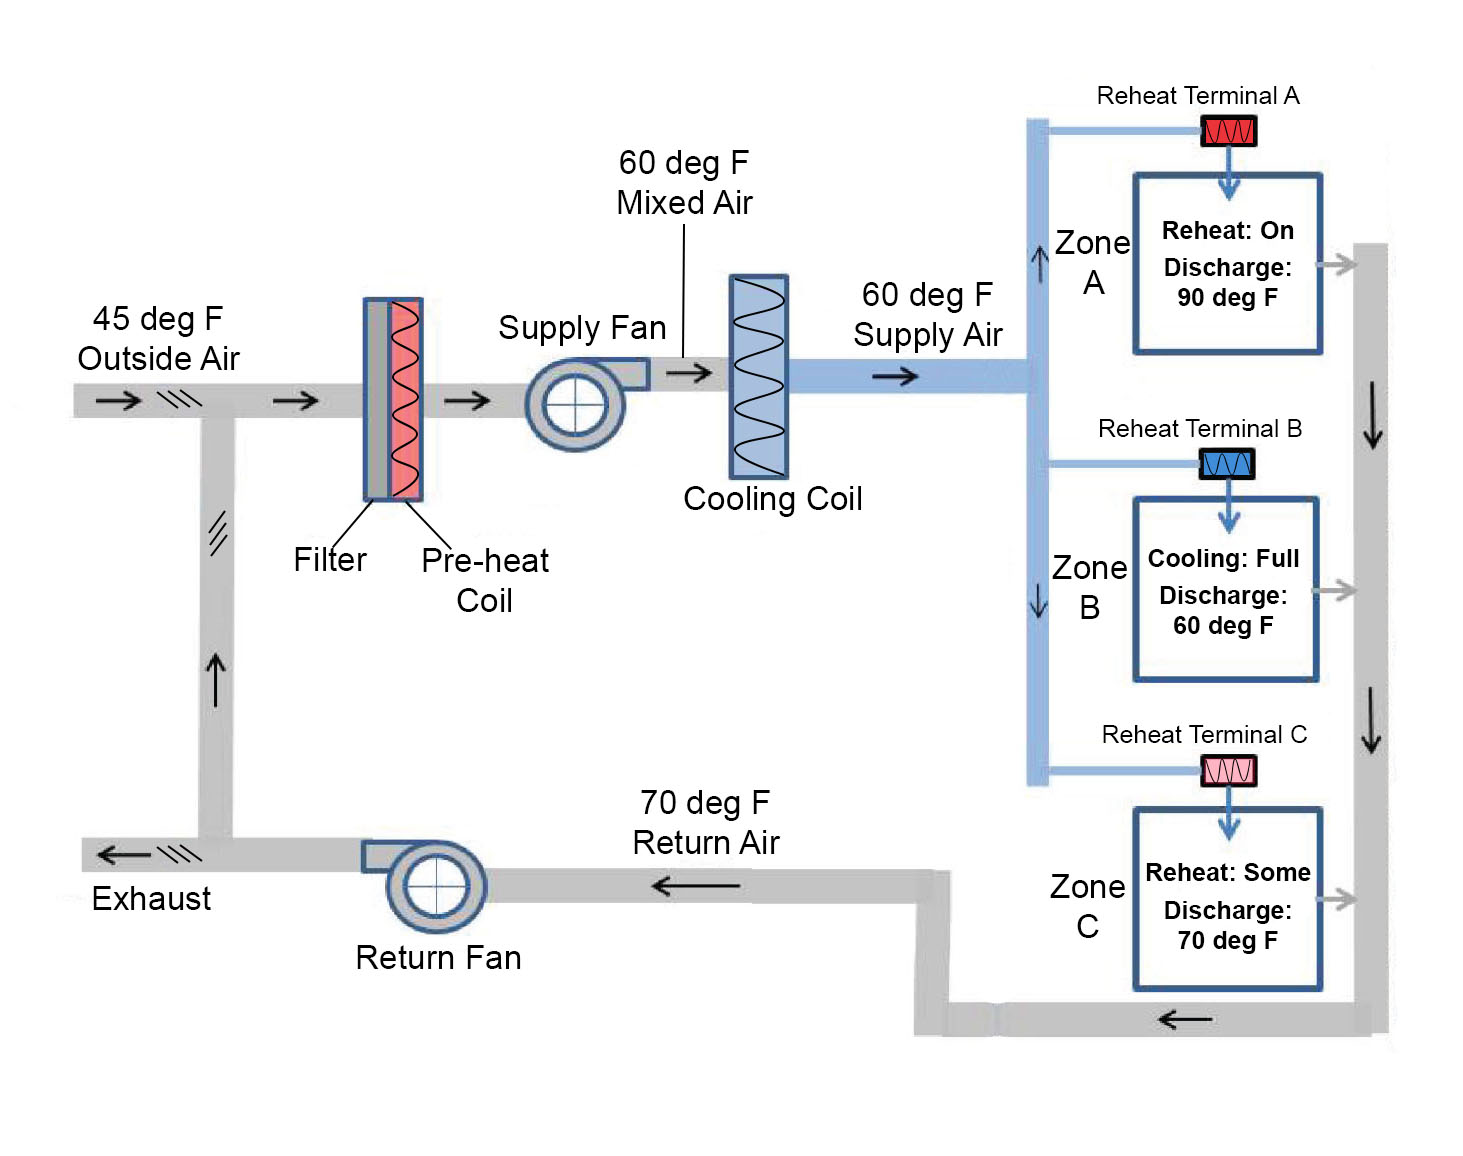 Reheat Terminal A
60 deg F
Mixed Air
Zone
A
Reheat: On
Discharge:
90 deg F
45 deg F
Outside Air
Supply Fan
60 deg F
Supply Air
Reheat Terminal B
Cooling Coil
Filter
Pre-heat
Coil
Zone
B
Cooling: Full
Discharge:
60 deg F
Reheat Terminal C
70 deg F
Return Air
Exhaust
Return Fan
Zone
C
Reheat: Some
Discharge:
70 deg F